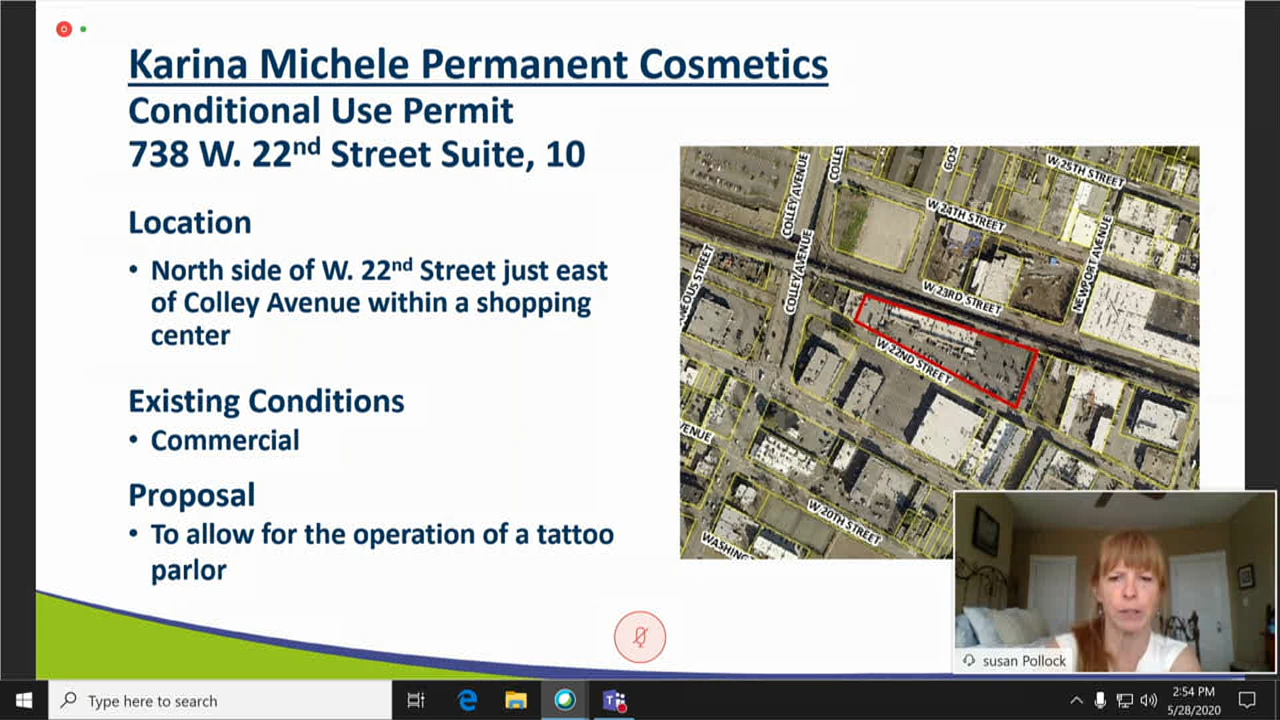 Karina Michele Permanent Cosmetics
Conditional Use Permit
738 W. 22nd Street Suite, 10
Location
• North side of W. 22nd Street just east
of Colley Avenue within a shopping
center
Existing Conditions
• Commercial
Proposal
• To allow for the operation of a tattoo
parlor
COLLEY AVENUE
COLLEY
W 25TH STREET
W 24TH STREET
NEWPORT AVENUE
COLLEY AVENUE
W 23RD STREET
W 22ND STREET
W 20TH STREET
susan Pollock
Type here to search
2:54 PM
5/28/2020